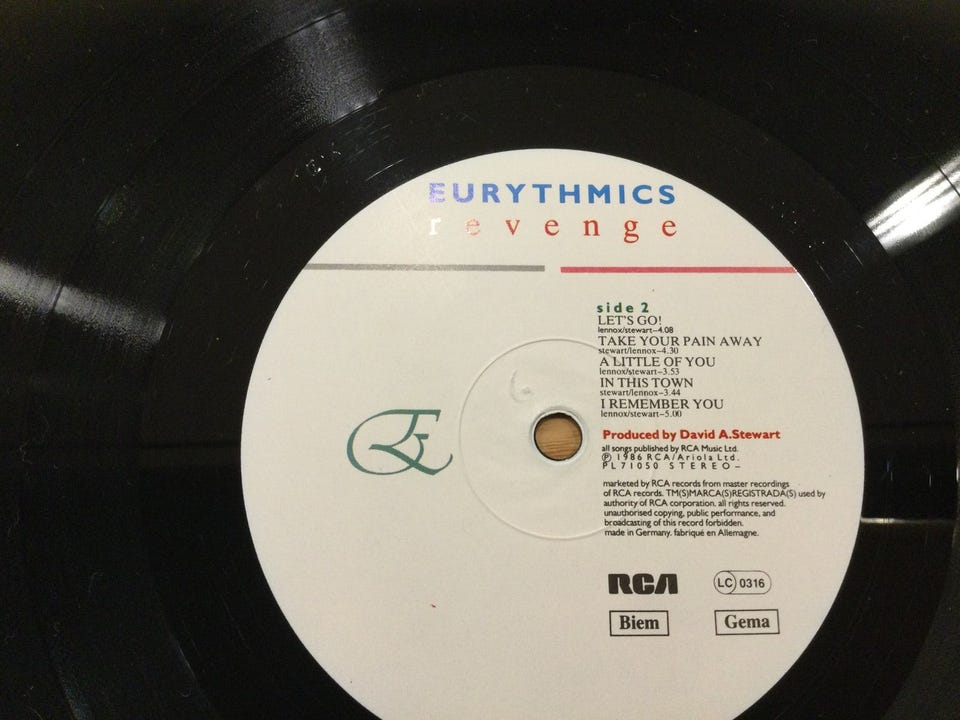 EURYTHMICS
revenge
side 2
LET'S GO!
lennox/stewart–4.08
TAKE YOUR PAIN AWAY
stewart/lennox–4.30
A LITTLE OF YOU
lennox/stewart–3.53
IN THIS TOWN
stewart/lennox–3.44
I REMEMBER YOU
lennox/stewart–5.00
Produced by David A.Stewart
all songs published by RCA Music Ltd.
Ⓟ 1986 RCA/Ariola Ltd.
PL71050 STEREO–
marketed by RCA records from master recordings
of RCA records. TM(S)MARCA(S)REGISTRADA(S) used by
authority of RCA corporation. all rights reserved.
unauthorised copying, public performance, and
broadcasting of this record forbidden.
made in Germany. fabriqué en Allemagne.
RCA
LC 0316
Biem
Gema